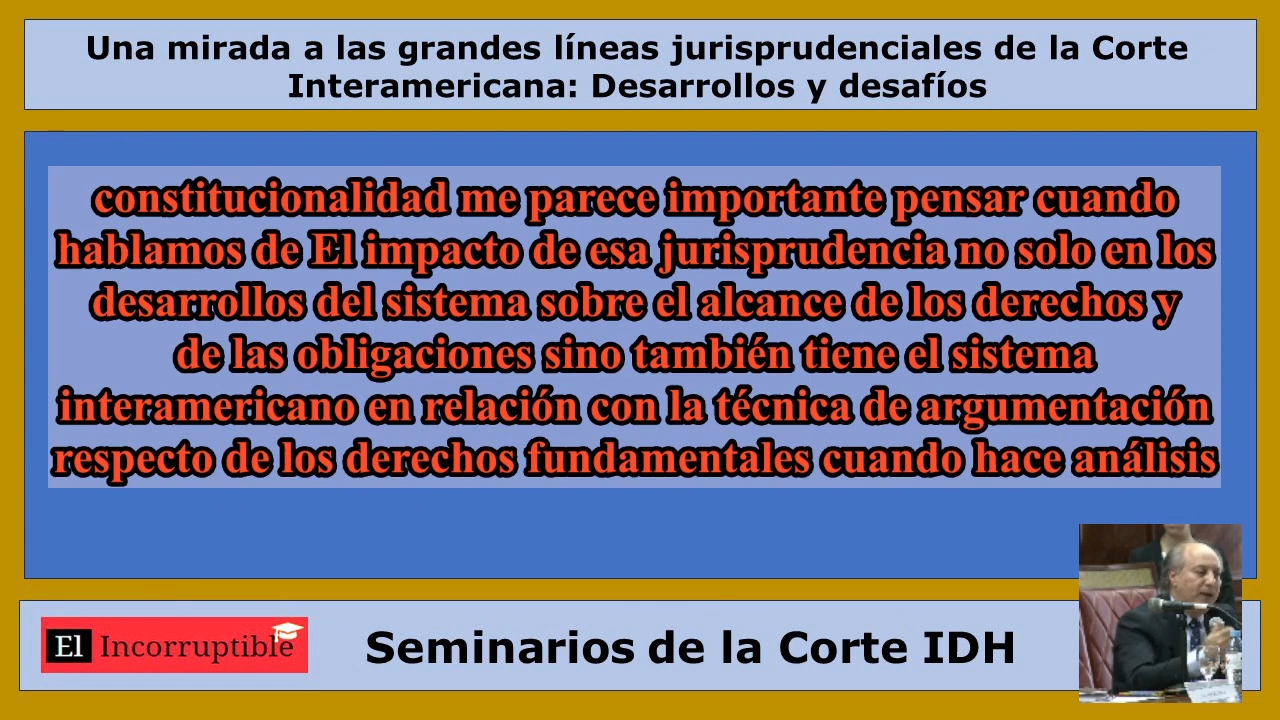 Una mirada a las grandes líneas jurisprudenciales de la Corte
Interamericana: Desarrollos y desafíos
constitucionalidad me parece importante pensar cuando
hablamos de El impacto de esa jurisprudencia no solo en los
desarrollos del sistema sobre el alcance de los derechos y
de las obligaciones sino también tiene el sistema
interamericano en relación con la técnica de argumentación
respecto de los derechos fundamentales cuando hace análisis
El Incorruptible
Seminarios de la Corte IDH